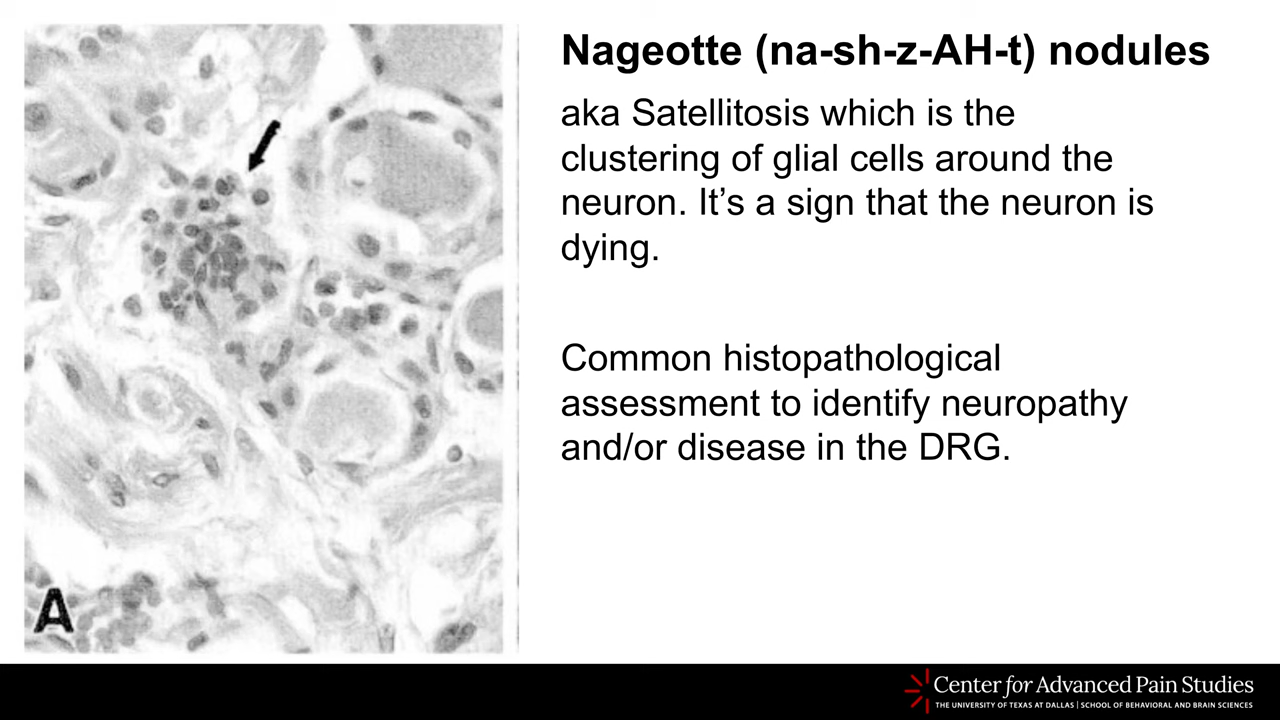 Nageotte (na-sh-z-AH-t) nodules
aka Satellitosis which is the
clustering of glial cells around the
neuron. It’s a sign that the neuron is
dying.
Common histopathological
assessment to identify neuropathy
and/or disease in the DRG.
A
Center for Advanced Pain Studies
THE UNIVERSITY OF TEXAS AT DALLAS | SCHOOL OF BEHAVIORAL AND BRAIN SCIENCES